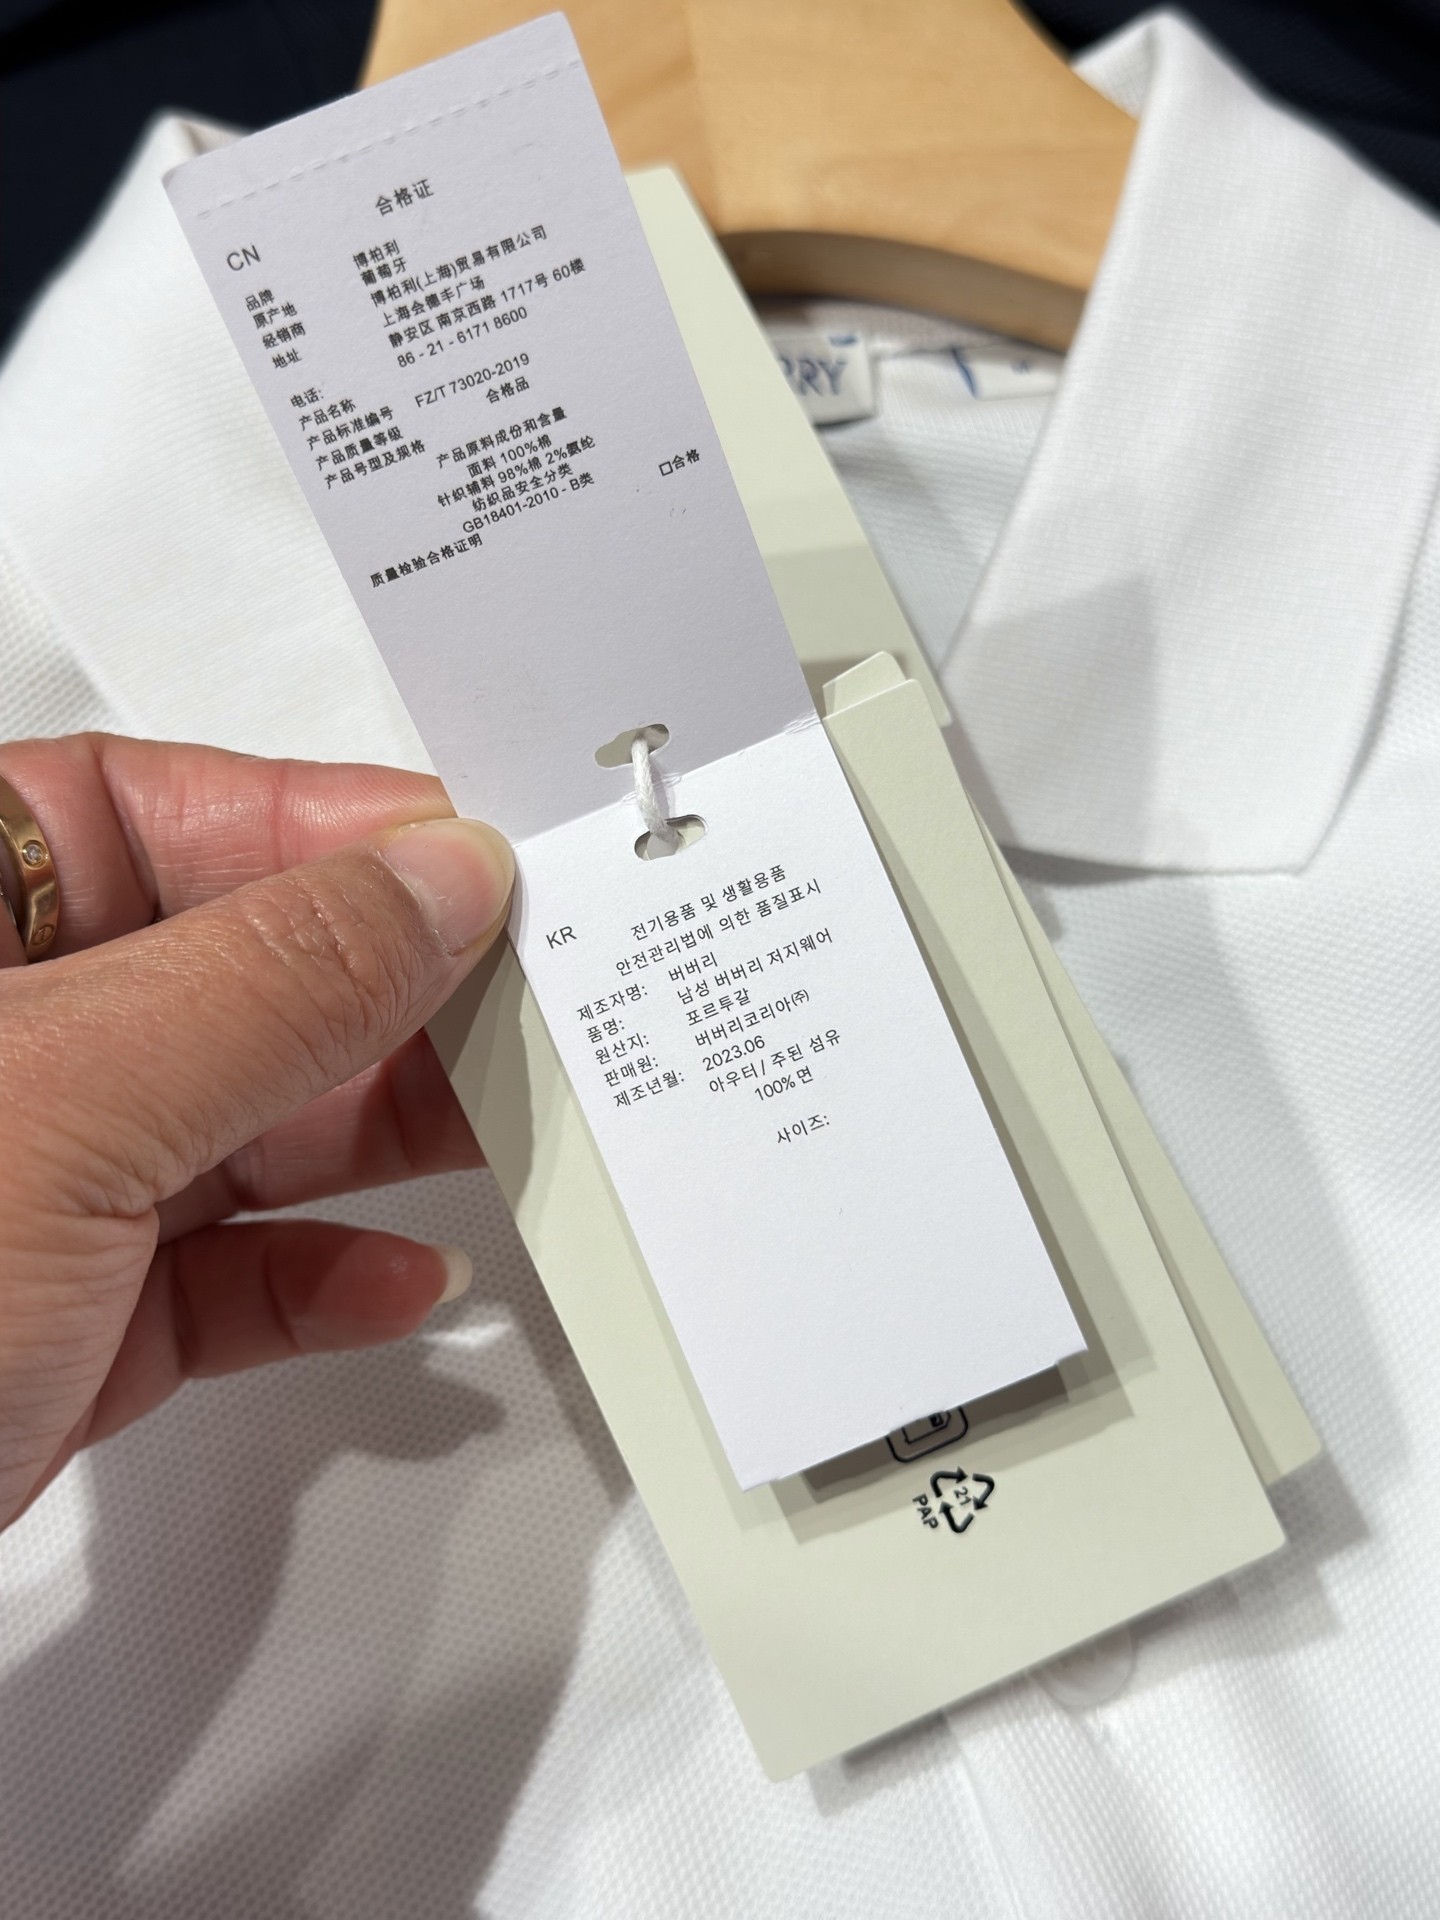 合格证
CN
品牌 博柏利
原产地 葡萄牙
经销商 博柏利(上海)贸易有限公司
地址 上海会德丰广场
静安区 南京西路 1717号 60楼
电话: 86 - 21 - 6171 8600
产品名称
产品标准编号 FZ/T 73020-2019
产品质量等级 合格品
产品号型及规格
产品原料成份和含量
面料 100%棉
针织辅料 98%棉 2%氨纶
纺织品安全分类
GB18401-2010 - B类
质量检验合格证明 口合格
RRY
KR
전기용품 및 생활용품
안전관리법에 의한 품질표시
제조자명: 버버리
품명: 남성 버버리 저지웨어
원산지: 포르투갈
판매원: 버버리코리아㈜
제조년월: 2023.06
아우터 / 주된 섬유
100% 면
사이즈:
21
PAP